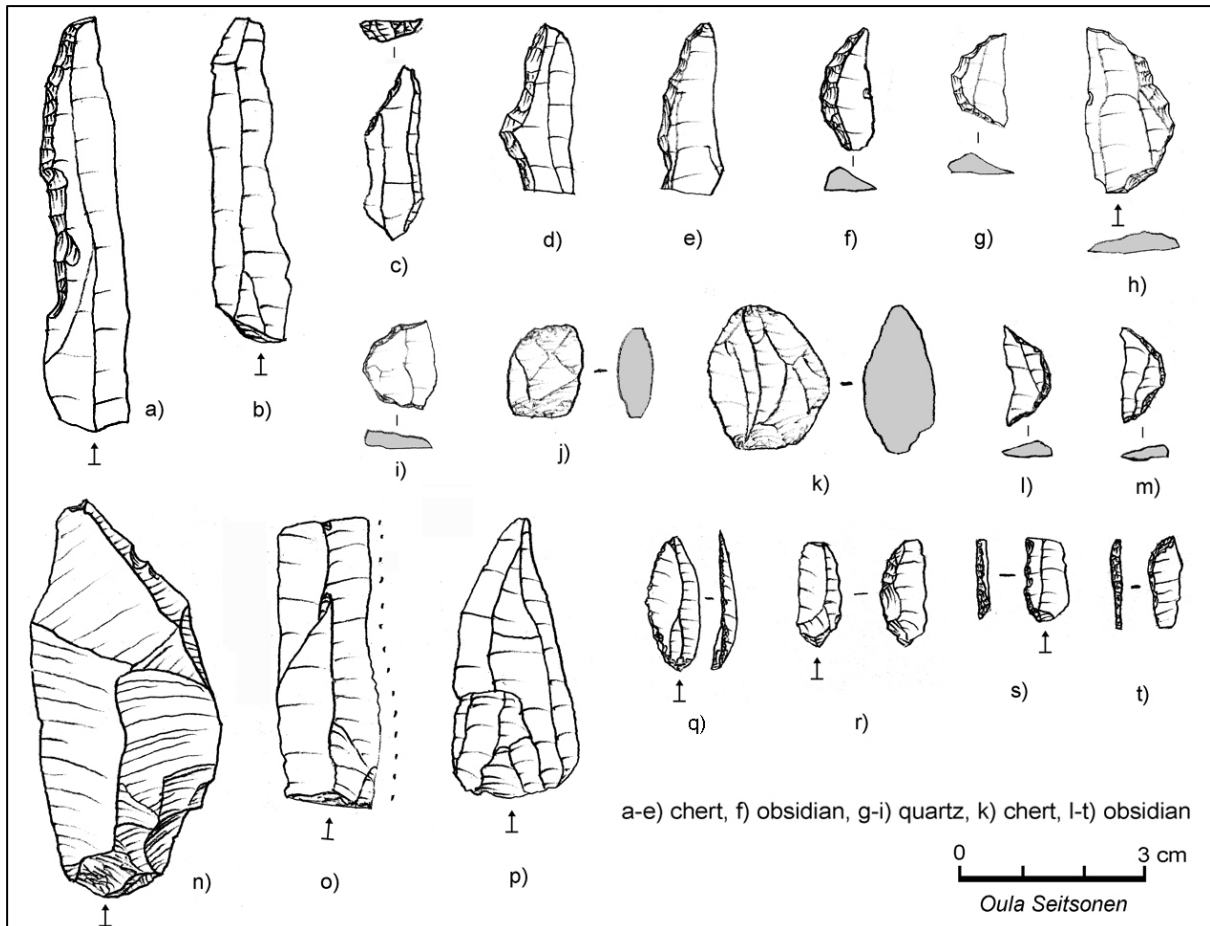 a)
b)
c)
d)
e)
f)
g)
h)
i)
j)
k)
l)
m)
n)
o)
p)
q)
r)
s)
t)
a-e) chert, f) obsidian, g-i) quartz, k) chert, l-t) obsidian
0 3 cm
Oula Seitsonen